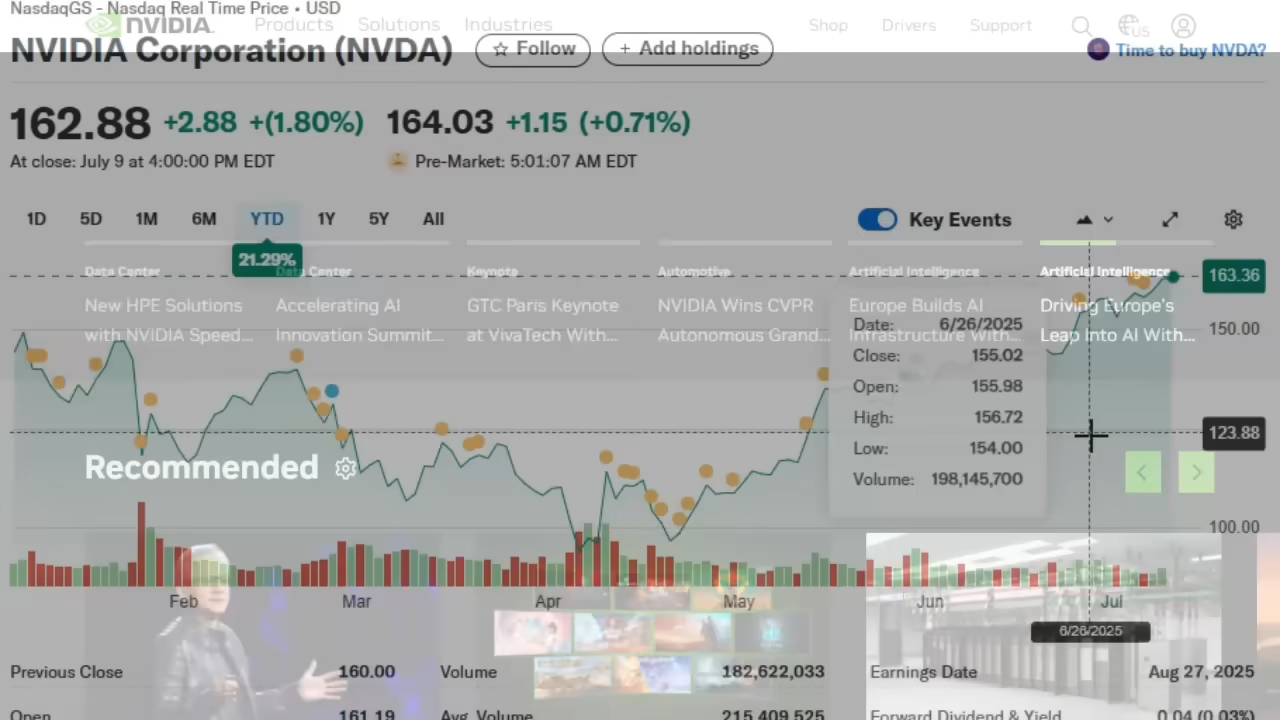 NasdaqGS - Nasdaq Real Time Price • USD
NVIDIA. Products Solutions Industries Shop Drivers Support US
NVIDIA Corporation (NVDA) ☆ Follow + Add holdings Time to buy NVDA?
162.88 +2.88 +(1.80%) 164.03 +1.15 (+0.71%)
At close: July 9 at 4:00:00 PM EDT Pre-Market: 5:01:07 AM EDT
1D 5D 1M 6M YTD 1Y 5Y All Key Events
21.29%
Data Center Data Center Keynote Automotive Artificial Intelligence Artificial Intelligence
163.36
New HPE Solutions Accelerating AI GTC Paris Keynote NVIDIA Wins CVPR Europe Builds AI Driving Europe's
with NVIDIA Speed... Innovation Summit... at VivaTech With... Autonomous Grand... Infrastructure With... Leap Into AI With...
Date: 6/26/2025
150.00
Close: 155.02
Open: 155.98
High: 156.72
123.88
Low: 154.00
Recommended
Volume: 198,145,700
100.00
Feb Mar Apr May Jun Jul
6/26/2025
Previous Close 160.00 Volume 182,622,033 Earnings Date Aug 27, 2025
Open 161.19 Avg. Volume 215,409,525 Forward Dividend & Yield 0.04 (0.03%)